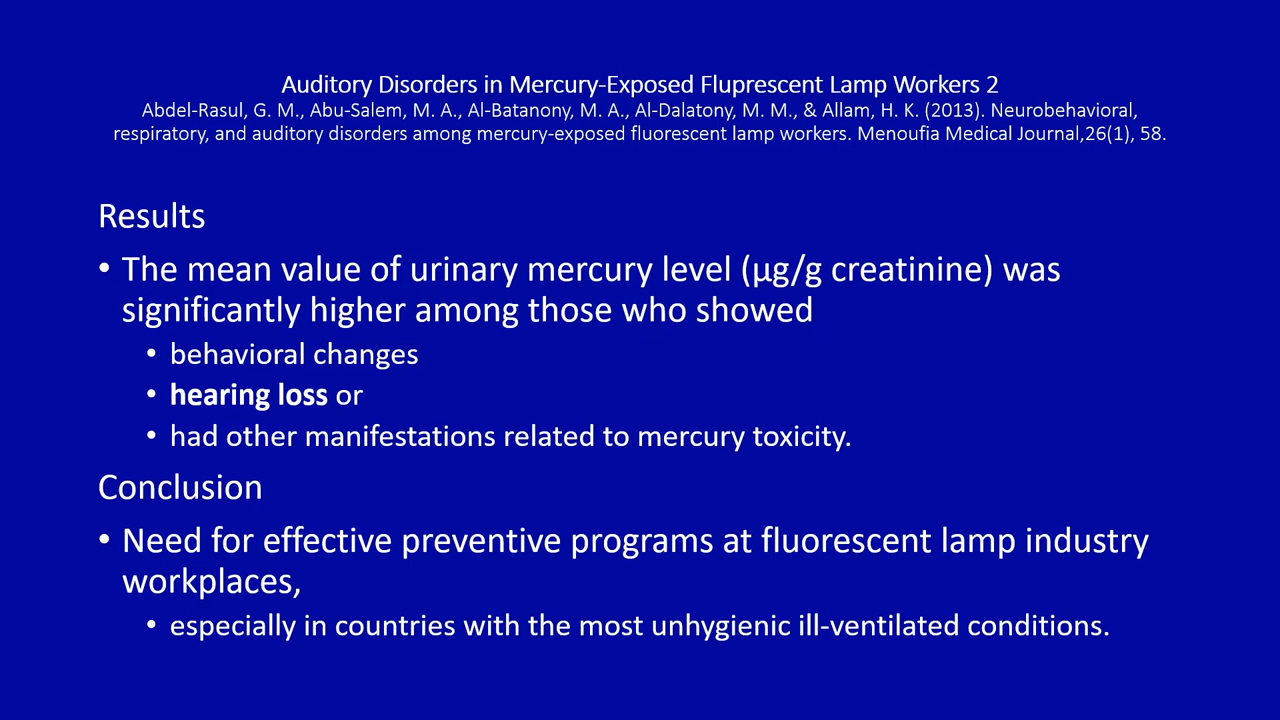 Auditory Disorders in Mercury-Exposed Fluprescent Lamp Workers 2
Abdel-Rasul, G. M., Abu-Salem, M. A., Al-Batanony, M. A., Al-Dalatony, M. M., & Allam, H. K. (2013). Neurobehavioral,
respiratory, and auditory disorders among mercury-exposed fluorescent lamp workers. Menoufia Medical Journal,26(1), 58.
Results
• The mean value of urinary mercury level (µg/g creatinine) was
significantly higher among those who showed
• behavioral changes
• hearing loss or
• had other manifestations related to mercury toxicity.
Conclusion
• Need for effective preventive programs at fluorescent lamp industry
workplaces,
• especially in countries with the most unhygienic ill-ventilated conditions.